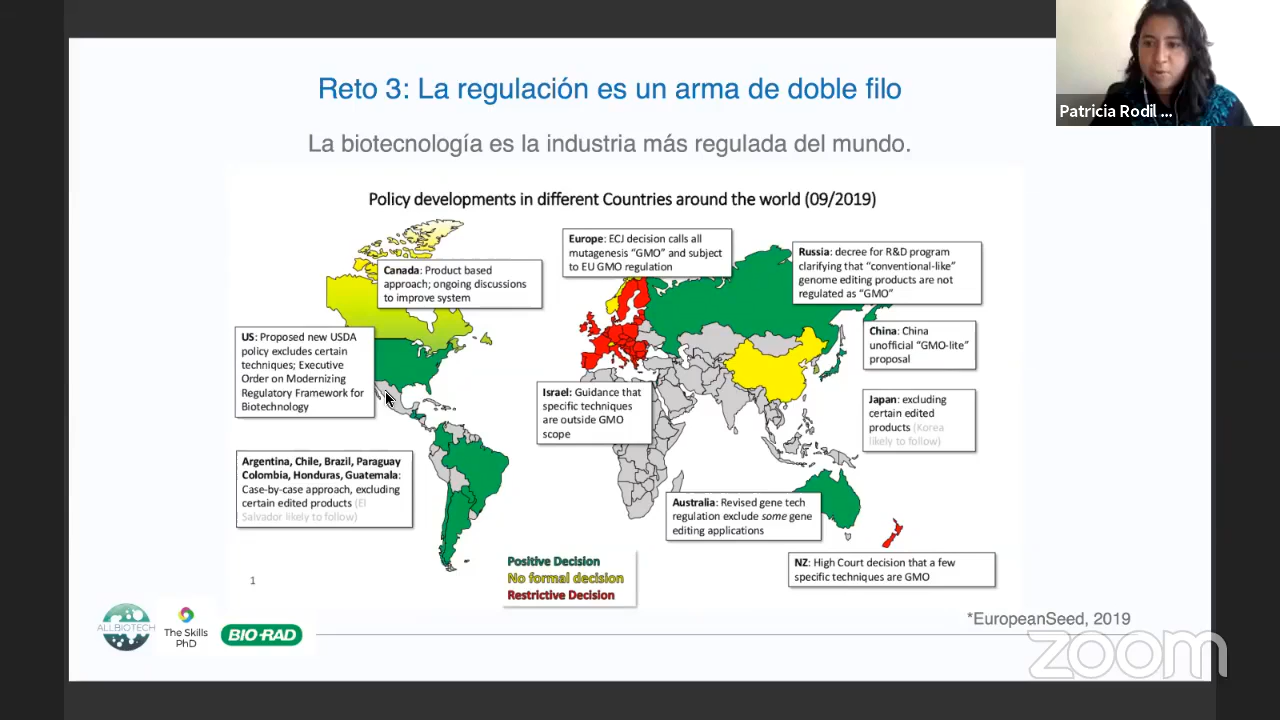 Reto 3: La regulación es un arma de doble filo
La biotecnología es la industria más regulada del mundo.
Patricia Rodil ...
Policy developments in different Countries around the world (09/2019)
Canada: Product based
approach; ongoing discussions
to improve system
Europe: ECJ decision calls all
mutagenesis “GMO” and subject
to EU GMO regulation
Russia: decree for R&D program
clarifying that “conventional-like”
genome editing products are not
regulated as “GMO”
US: Proposed new USDA
policy excludes certain
techniques; Executive
Order on Modernizing
Regulatory Framework for
Biotechnology
China: China
unofficial “GMO-lite”
proposal
Israel: Guidance that
specific techniques
are outside GMO
scope
Japan: excluding
certain edited
products (Korea
likely to follow)
Argentina, Chile, Brazil, Paraguay
Colombia, Honduras, Guatemala:
Case-by-case approach, excluding
certain edited products (El
Salvador likely to follow)
Australia: Revised gene tech
regulation exclude some gene
editing applications
NZ: High Court decision that a few
specific techniques are GMO
Positive Decision
No formal decision
Restrictive Decision
1
*EuropeanSeed, 2019
ALLBIOTECH
The Skills
PhD
BIO-RAD
zoom